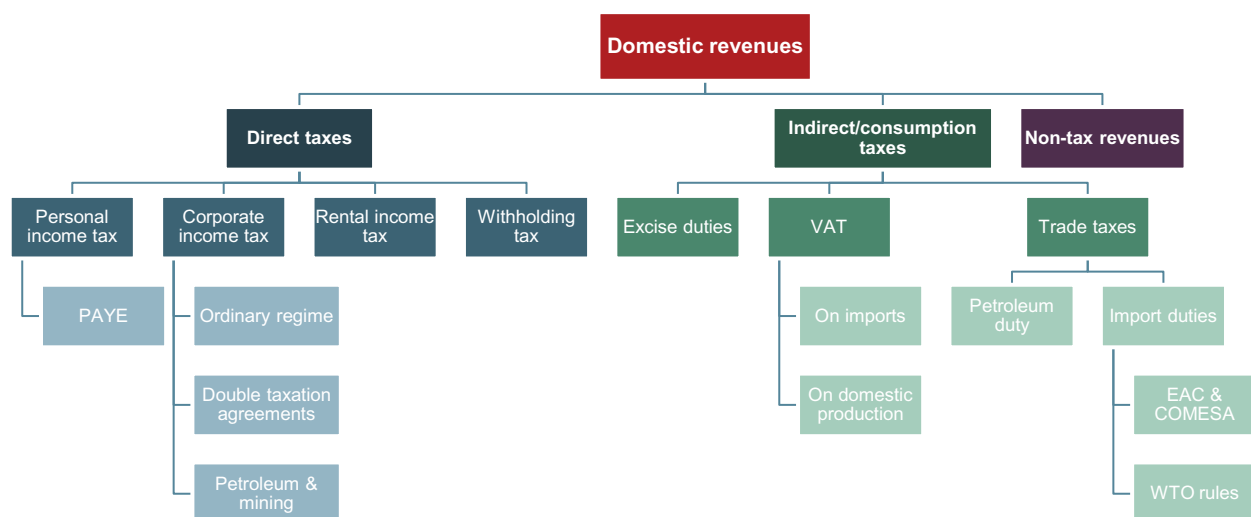 Domestic revenues
Direct taxes
Indirect/consumption
taxes
Non-tax revenues
Personal
income tax
Corporate
income tax
Rental income
tax
Withholding
tax
Excise duties
VAT
Trade taxes
PAYE
Ordinary regime
On imports
Petroleum
duty
Import duties
Double taxation
agreements
On domestic
production
EAC &
COMESA
Petroleum &
mining
WTO rules